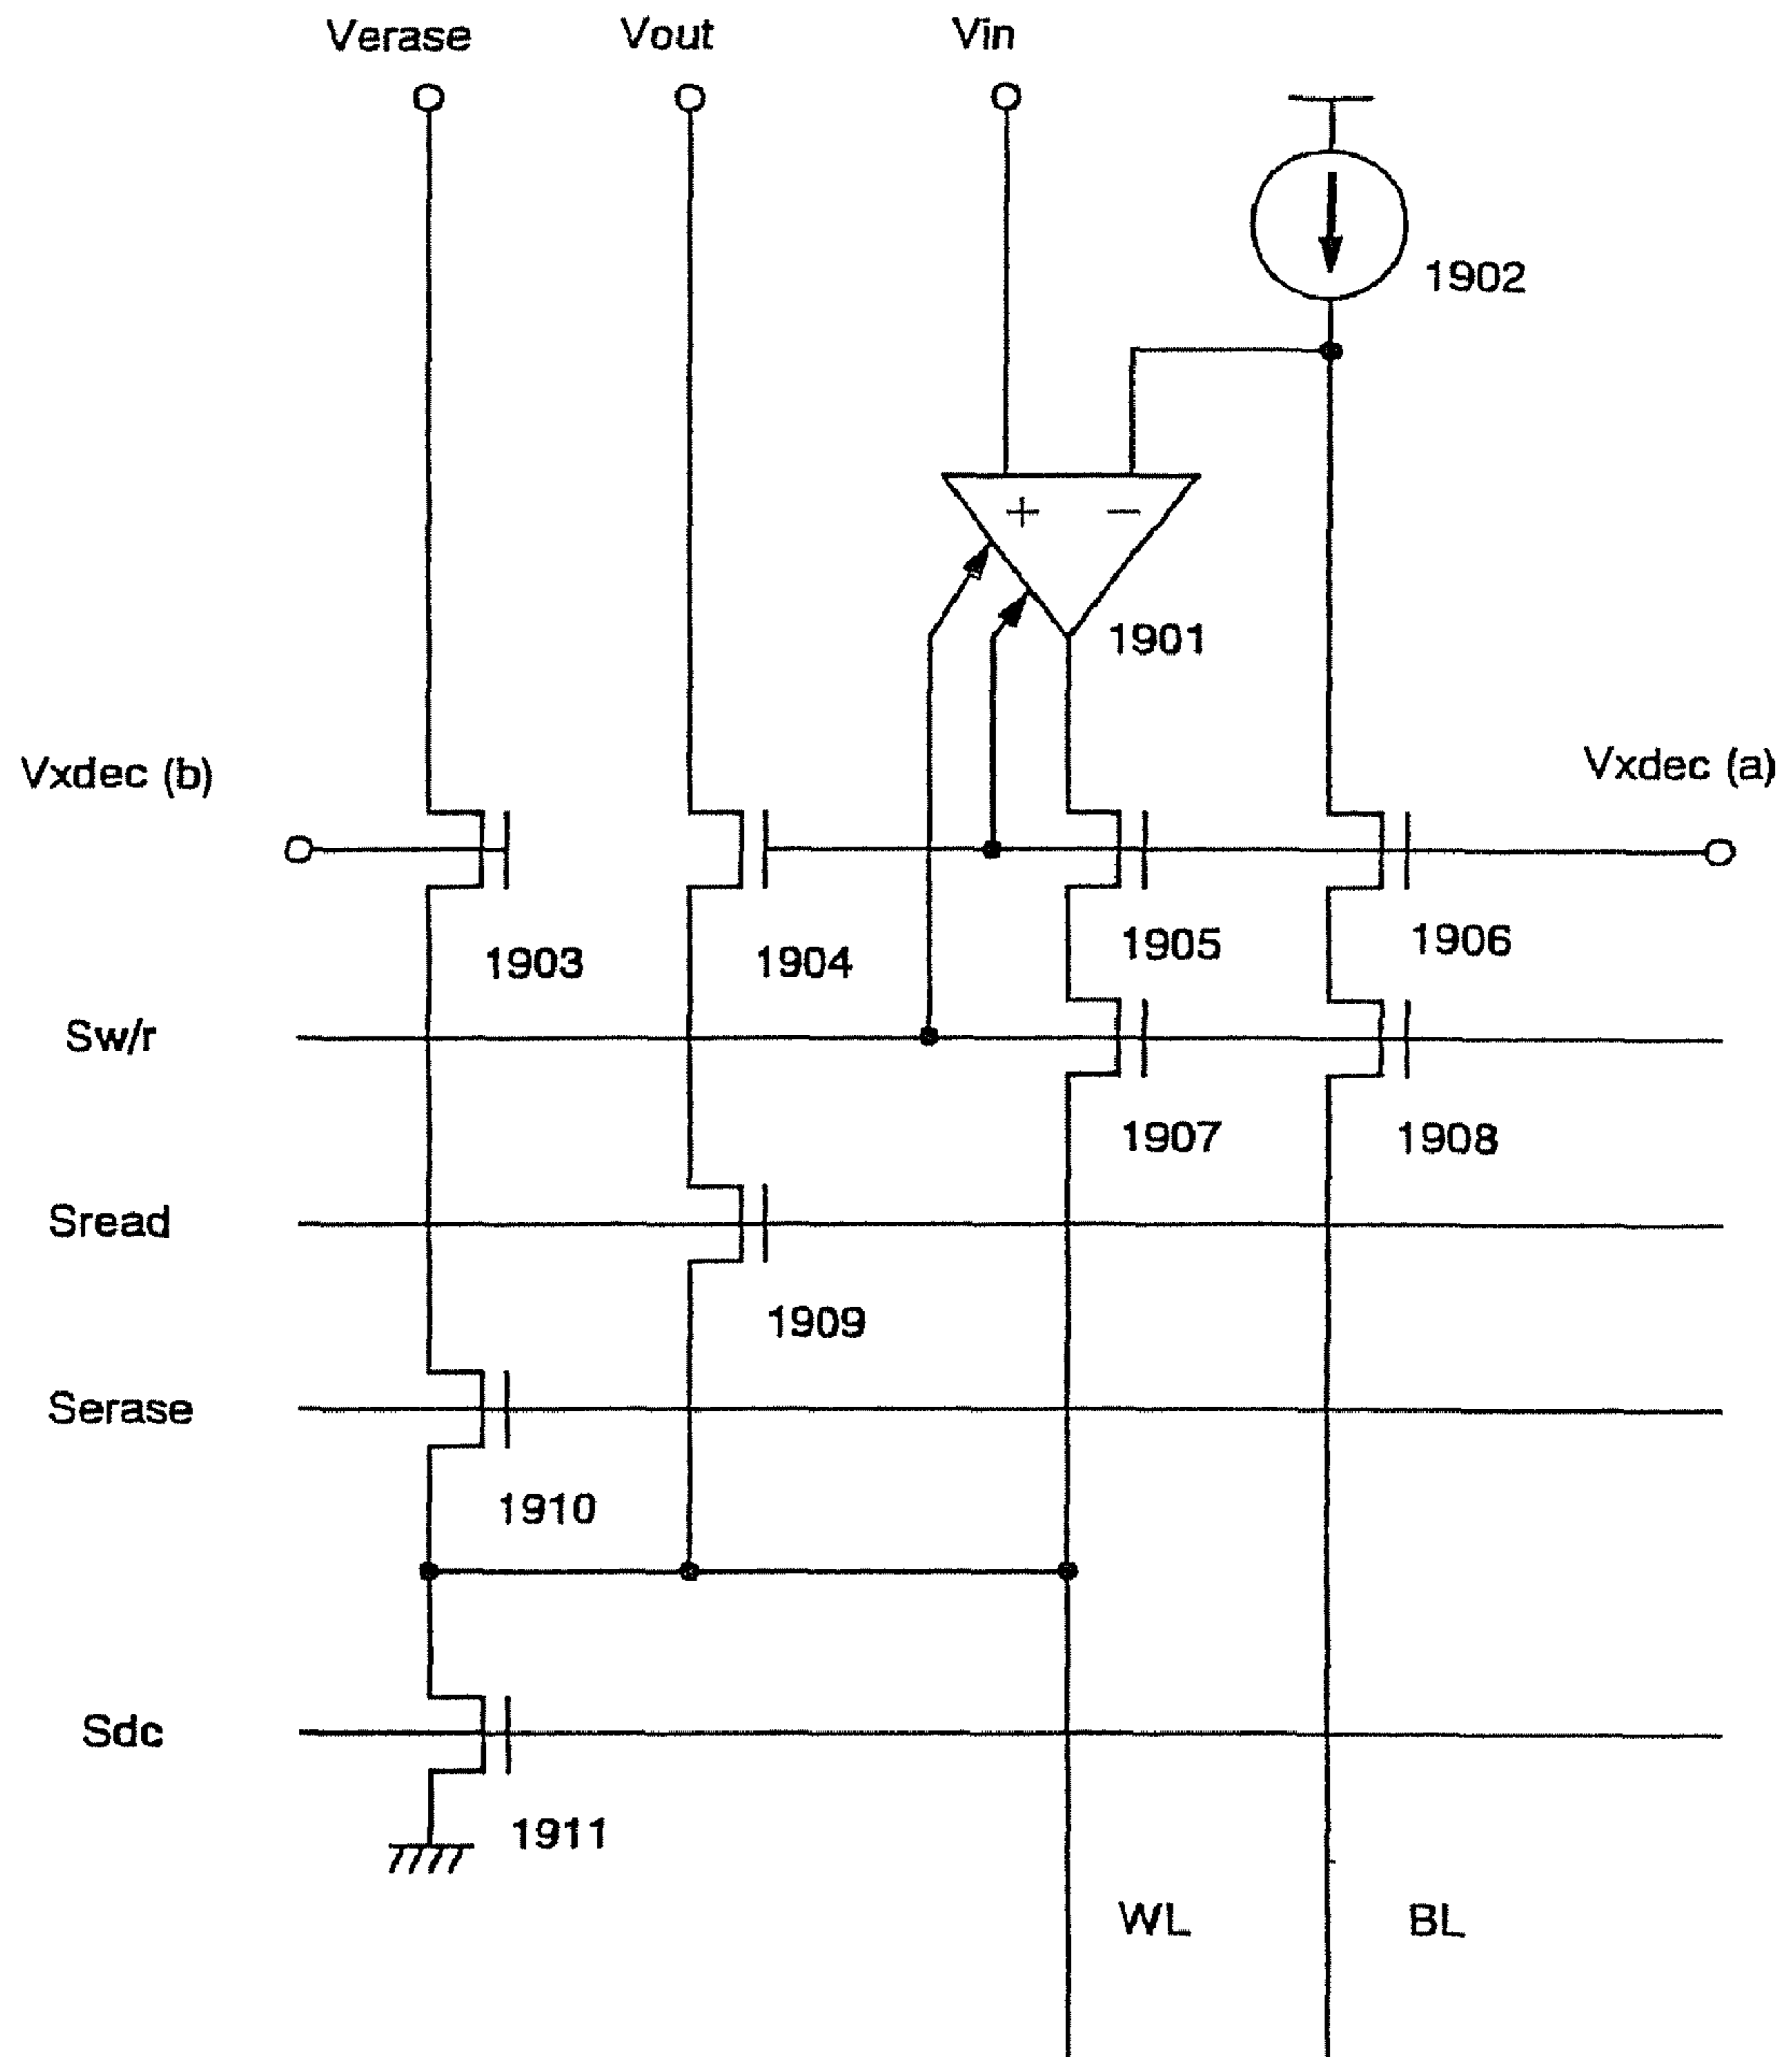 Verase
Vout
Vin
1902
+
−
1901
Vxdec (b)
Vxdec (a)
1903
1904
1905
1906
Sw/r
1907
1908
Sread
1909
Serase
1910
Sdc
1911
WL
BL